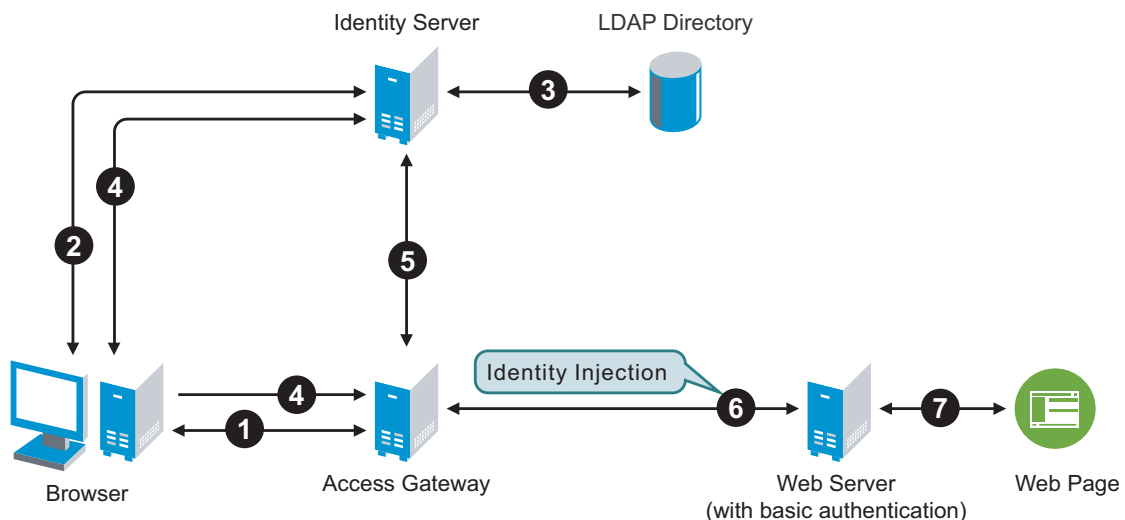 Identity Server
LDAP Directory
3
4
2
5
Identity Injection
4
6
7
1
Browser
Access Gateway
Web Server
(with basic authentication)
Web Page